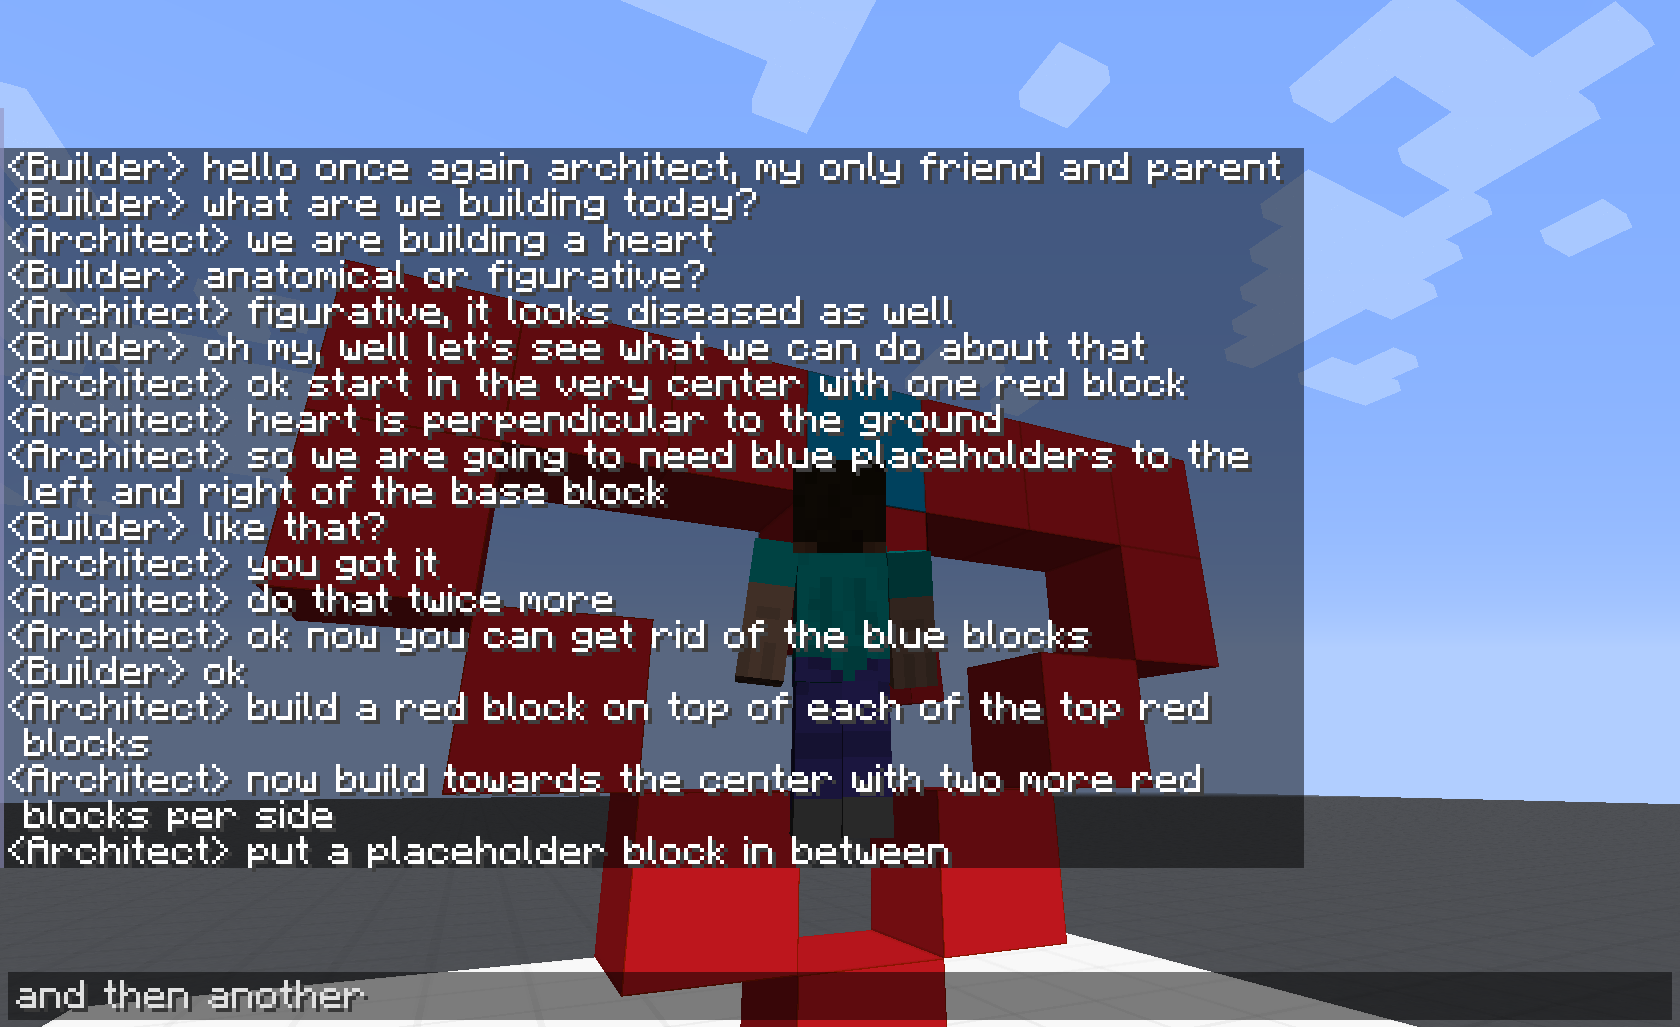 <Builder> hello once again architect, my only friend and parent
<Builder> what are we building today?
<Architect> we are building a heart
<Builder> anatomical or figurative?
<Architect> figurative, it looks diseased as well
<Builder> oh my, well let's see what we can do about that
<Architect> ok start in the very center with one red block
<Architect> heart is perpendicular to the ground
<Architect> so we are going to need blue placeholders to the
left and right of the base block
<Builder> like that?
<Architect> you got it
<Architect> do that twice more
<Architect> ok now you can get rid of the blue blocks
<Builder> ok
<Architect> build a red block on top of each of the top red
blocks
<Architect> now build towards the center with two more red
blocks per side
<Architect> put a placeholder block in between
and then another